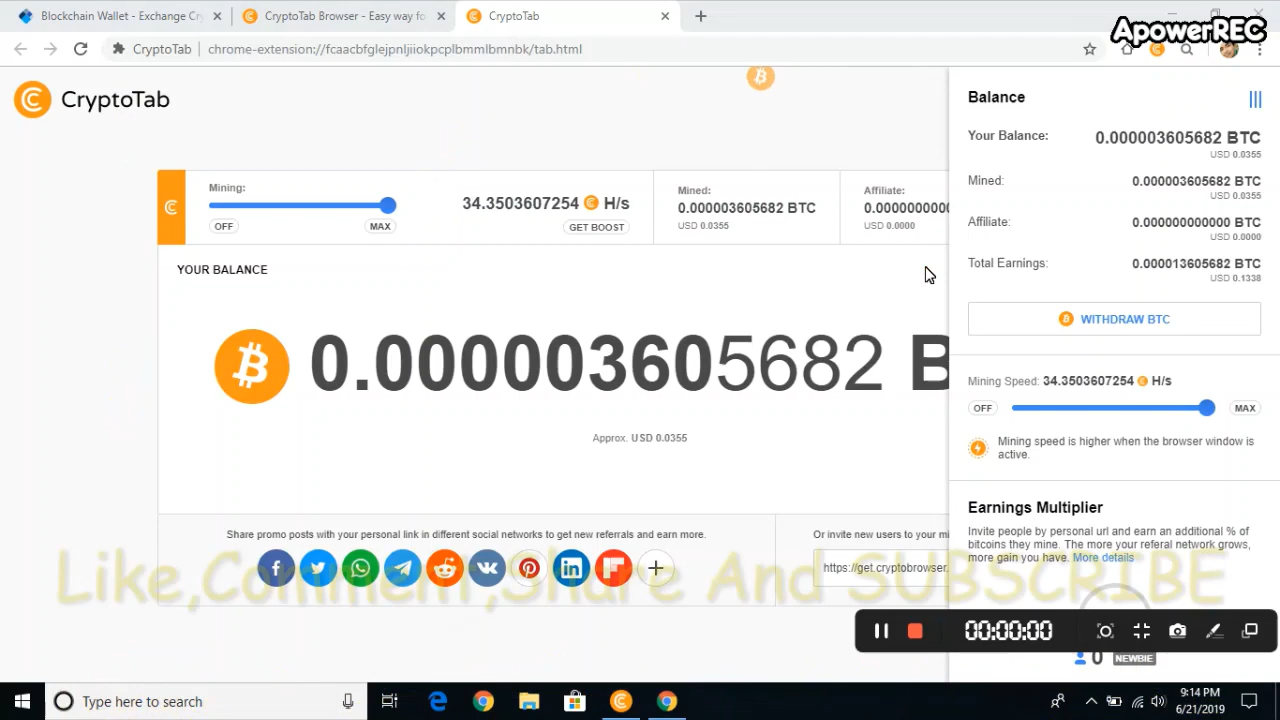 Blockchain Wallet - Exchange Cry
CryptoTab Browser - Easy way fo
CryptoTab
ApowerREC
CryptoTab
chrome-extension://fcaacbfglejpnljiiokpcplbmmlbmnbk/tab.html
CryptoTab
Mining:
OFF
MAX
34.3503607254 H/s
GET BOOST
Mined:
0.000003605682 BTC
USD 0.0355
Affiliate:
0.00000000000
USD 0.0000
YOUR BALANCE
0.000003605682 B
Approx. USD 0.0355
Share promo posts with your personal link in different social networks to get new referrals and earn more.
Or invite new users to your mi
https://get.cryptobrowser.
Balance
Your Balance: 0.000003605682 BTC
USD 0.0355
Mined: 0.000003605682 BTC
USD 0.0355
Affiliate: 0.000000000000 BTC
USD 0.0000
Total Earnings: 0.000013605682 BTC
USD 0.1338
WITHDRAW BTC
Mining Speed: 34.3503607254 H/s
OFF
MAX
Mining speed is higher when the browser window is
active.
Earnings Multiplier
Invite people by personal url and earn an additional % of
bitcoins they mine. The more your referal network grows,
more gain you have. More details
Like,Comment,Share And SUBSCRIBE
00:00:00
0 NEWBIE
Type here to search
9:14 PM
6/21/2019